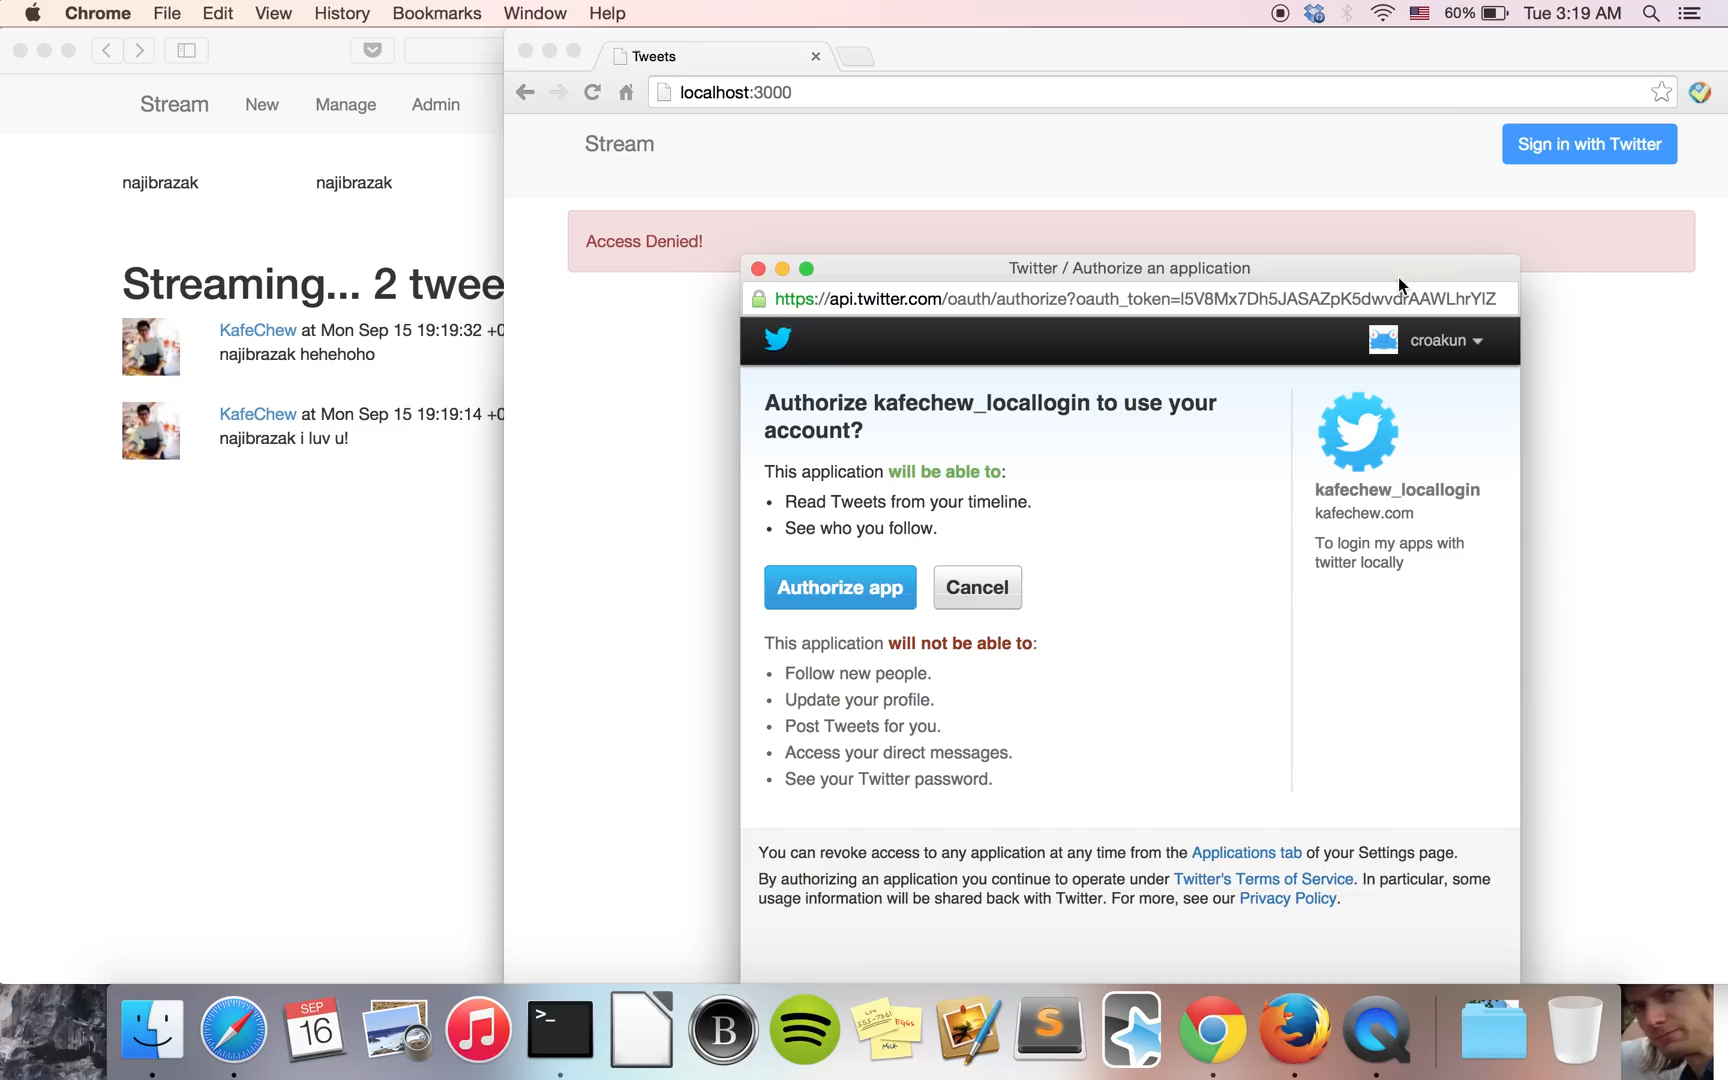 Chrome File Edit View History Bookmarks Window Help
60% Tue 3:19 AM
Stream New Manage Admin
najibrazak najibrazak
Streaming... 2 twee
KafeChew at Mon Sep 15 19:19:32 +0
najibrazak hehehoho
KafeChew at Mon Sep 15 19:19:14 +0
najibrazak i luv u!
Tweets
localhost:3000
Stream
Sign in with Twitter
Access Denied!
Twitter / Authorize an application
https://api.twitter.com/oauth/authorize?oauth_token=
croakun
Authorize kafechew_locallogin to use your
account?
This application will be able to:
• Read Tweets from your timeline.
• See who you follow.
Authorize app
Cancel
This application will not be able to:
• Follow new people.
• Update your profile.
• Post Tweets for you.
• Access your direct messages.
• See your Twitter password.
kafechew_locallogin
kafechew.com
To login my apps with
twitter locally
You can revoke access to any application at any time from the Applications tab of your Settings page.
By authorizing an application you continue to operate under Twitter's Terms of Service. In particular, some
usage information will be shared back with Twitter. For more, see our Privacy Policy.
SEP
16
>_
B
EGGS
MILK
S